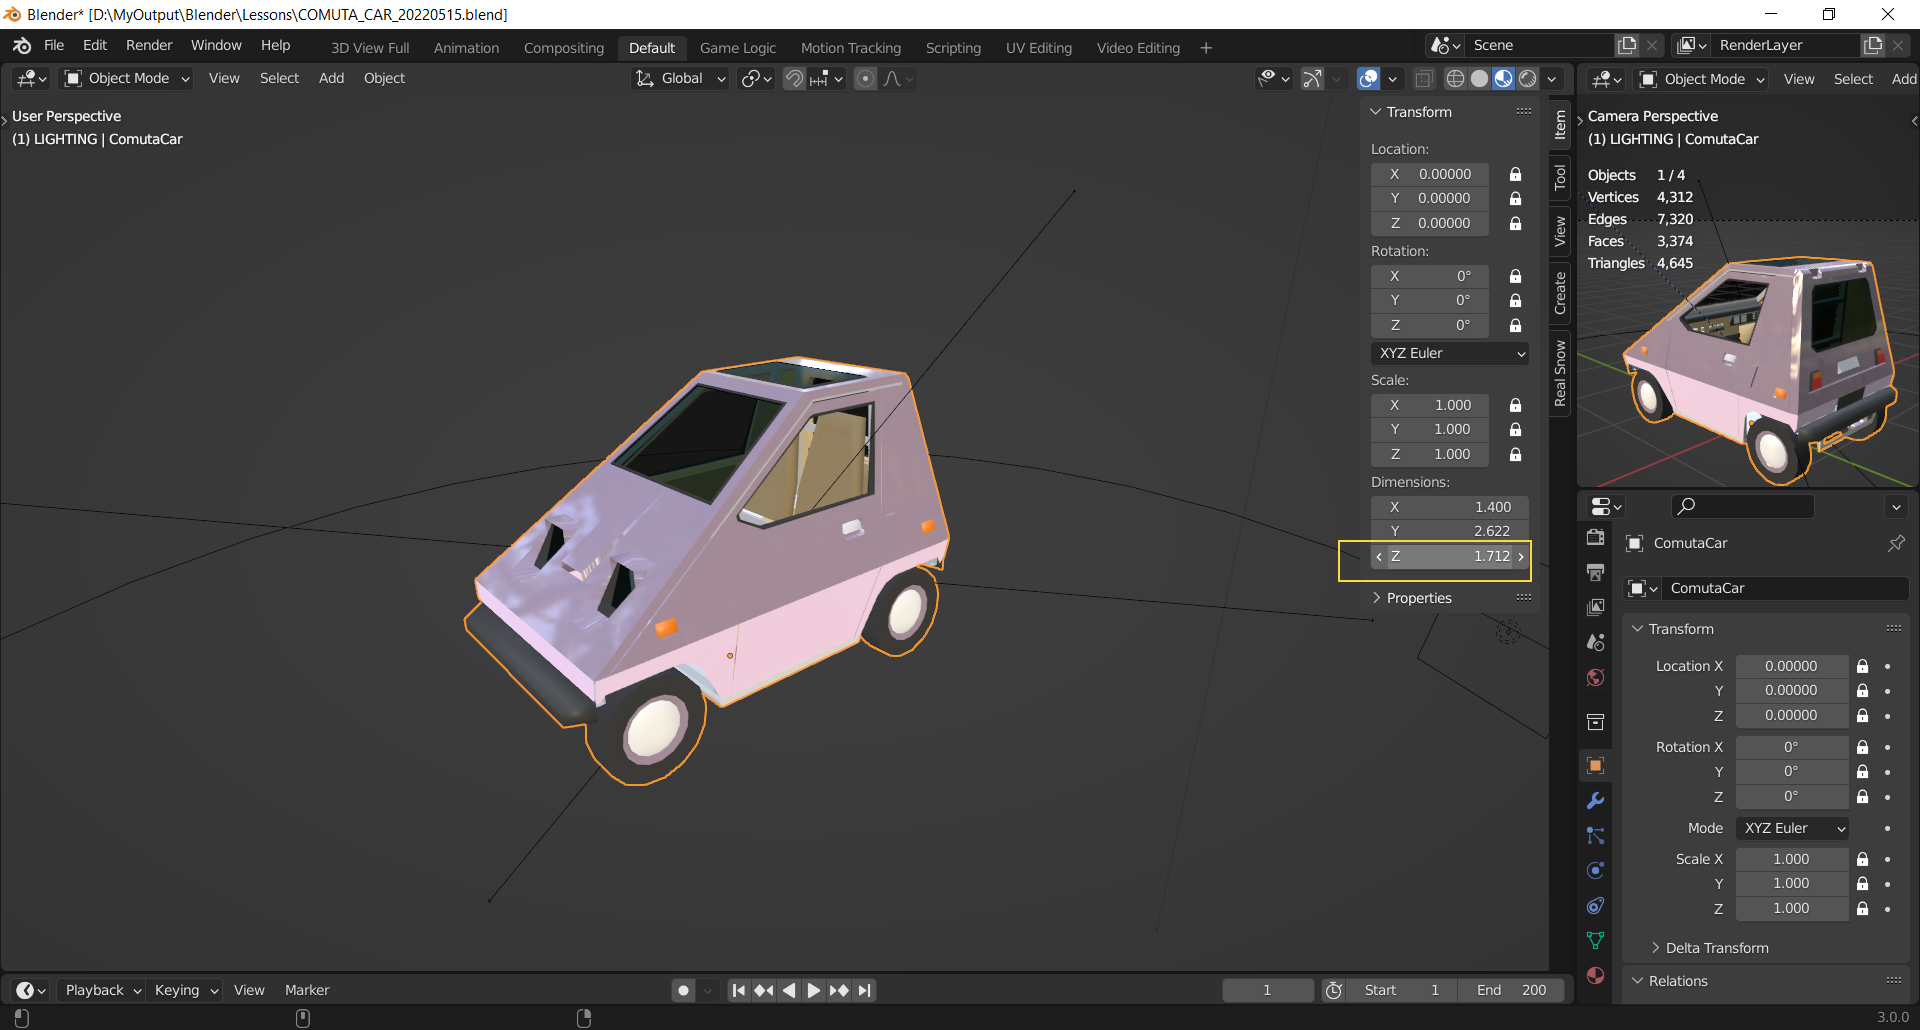 Blender* [D:\MyOutput\Blender\Lessons\COMUTA_CAR_20220515.blend]
File Edit Render Window Help 3D View Full Animation Compositing Default Game Logic Motion Tracking Scripting UV Editing Video Editing + Scene RenderLayer
Object Mode View Select Add Object Global Object Mode View Select Add
User Perspective
(1) LIGHTING | ComutaCar
Transform
Location:
X 0.00000
Y 0.00000
Z 0.00000
Rotation:
X 0°
Y 0°
Z 0°
XYZ Euler
Scale:
X 1.000
Y 1.000
Z 1.000
Dimensions:
X 1.400
Y 2.622
Z 1.712
Properties
Item
Tool
View
Create
Real Snow
Camera Perspective
(1) LIGHTING | ComutaCar
Objects 1 / 4
Vertices 4,312
Edges 7,320
Faces 3,374
Triangles 4,645
ComutaCar
ComutaCar
Transform
Location X 0.00000
Y 0.00000
Z 0.00000
Rotation X 0°
Y 0°
Z 0°
Mode XYZ Euler
Scale X 1.000
Y 1.000
Z 1.000
Delta Transform
Relations
Playback Keying View Marker 1 Start 1 End 200
3.0.0